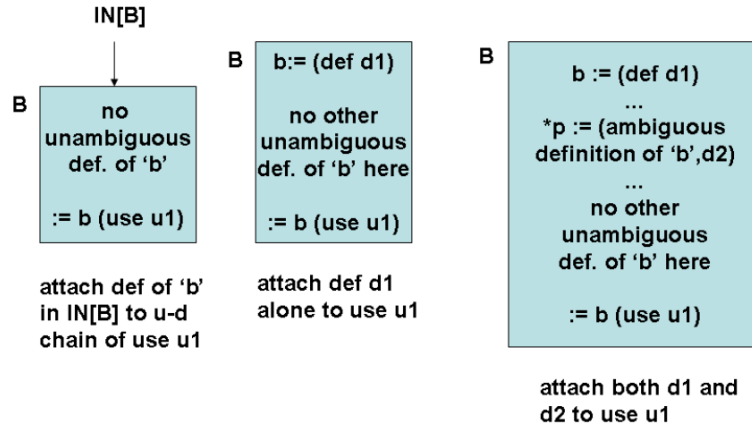 IN[B]
B
no
unambiguous
def. of ‘b’
:= b (use u1)
attach def of ‘b’
in IN[B] to u-d
chain of use u1
B
b:= (def d1)
no other
unambiguous
def. of ‘b’ here
:= b (use u1)
attach def d1
alone to use u1
B
b := (def d1)
...
*p := (ambiguous
definition of ‘b’,d2)
...
no other
unambiguous
def. of ‘b’ here
:= b (use u1)
attach both d1 and
d2 to use u1